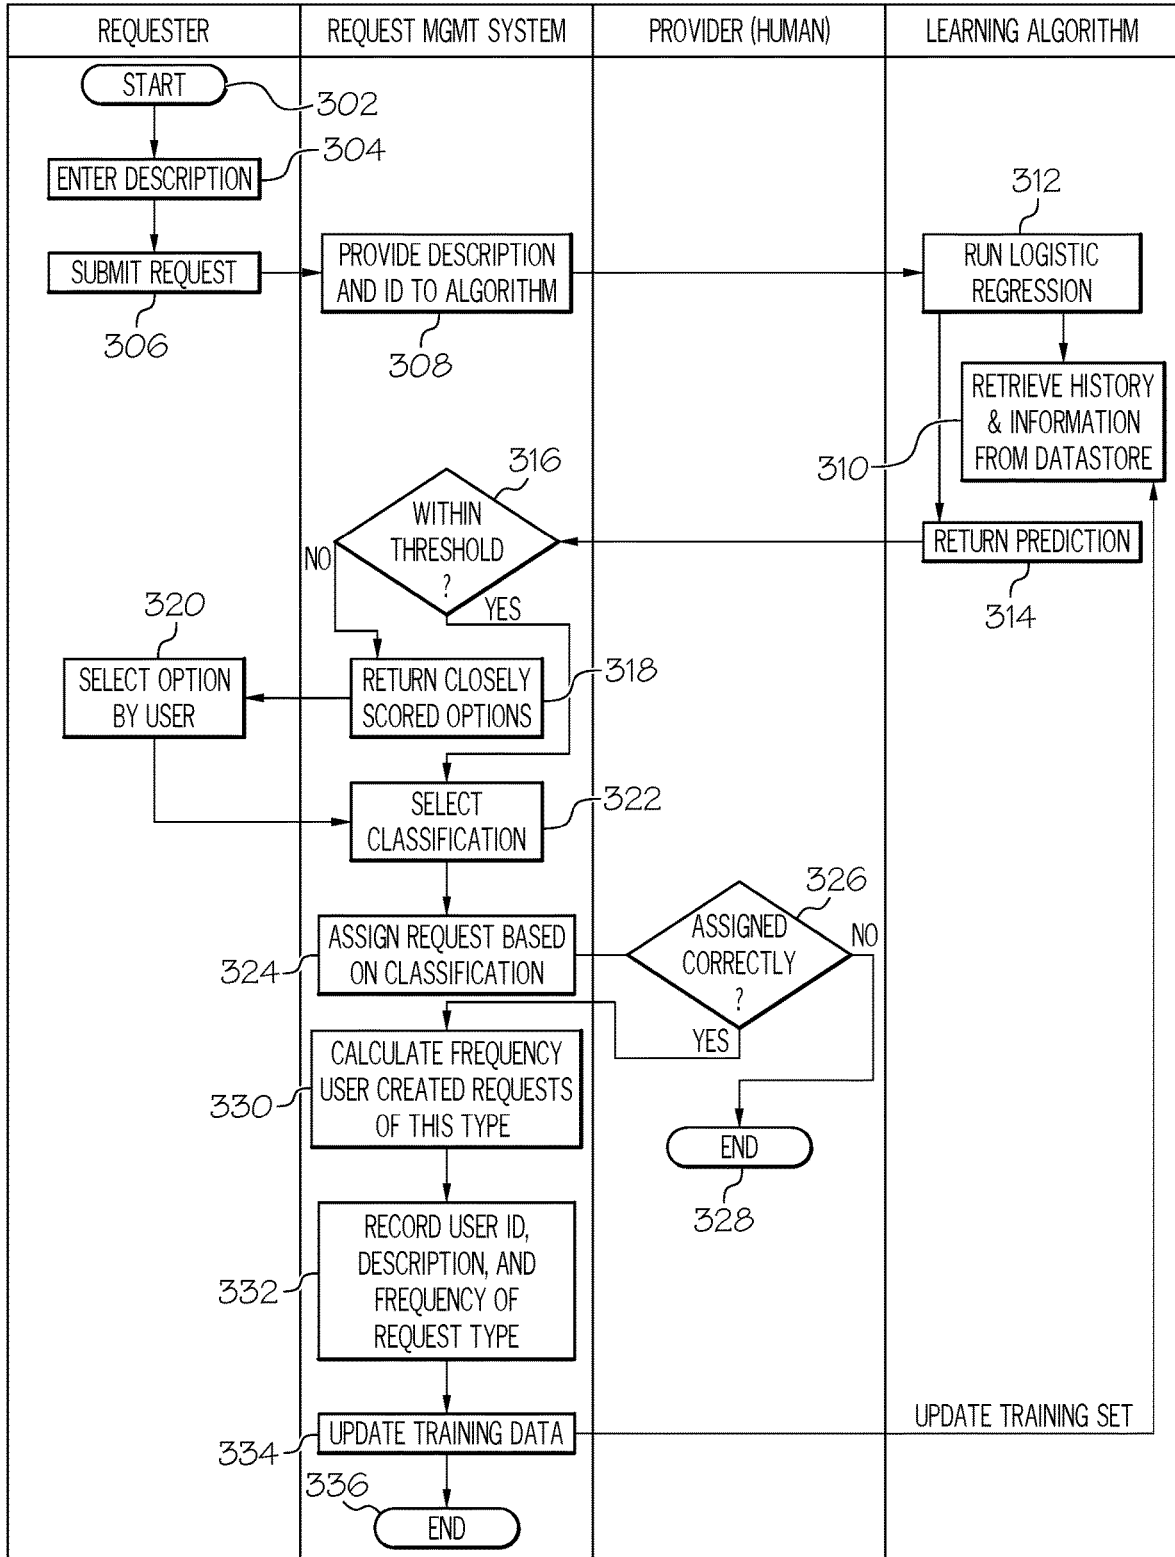 REQUESTER
REQUEST MGMT SYSTEM
PROVIDER (HUMAN)
LEARNING ALGORITHM
START
302
304
ENTER DESCRIPTION
312
SUBMIT REQUEST
306
PROVIDE DESCRIPTION
AND ID TO ALGORITHM
308
RUN LOGISTIC
REGRESSION
RETRIEVE HISTORY
& INFORMATION
FROM DATASTORE
310
316
WITHIN
THRESHOLD
?
NO
YES
RETURN PREDICTION
314
320
SELECT OPTION
BY USER
RETURN CLOSELY
SCORED OPTIONS
318
SELECT
CLASSIFICATION
322
326
ASSIGN REQUEST BASED
ON CLASSIFICATION
324
ASSIGNED
CORRECTLY
?
NO
YES
CALCULATE FREQUENCY
USER CREATED REQUESTS
OF THIS TYPE
330
END
328
RECORD USER ID,
DESCRIPTION, AND
FREQUENCY OF
REQUEST TYPE
332
UPDATE TRAINING SET
UPDATE TRAINING DATA
334
336
END